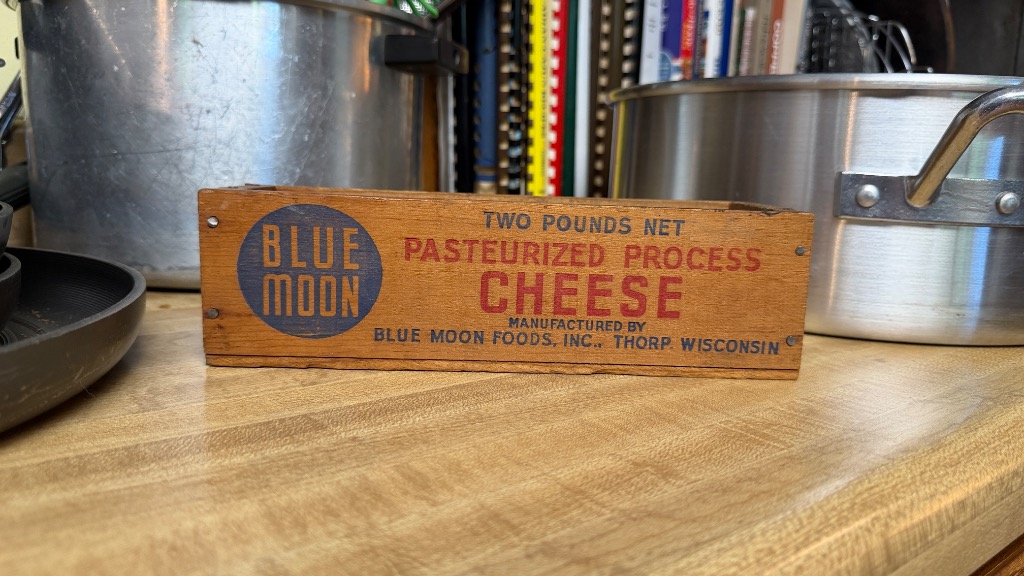 BLUE
MOON
TWO POUNDS NET
PASTEURIZED PROCESS
CHEESE
MANUFACTURED BY
BLUE MOON FOODS, INC., THORP, WISCONSIN